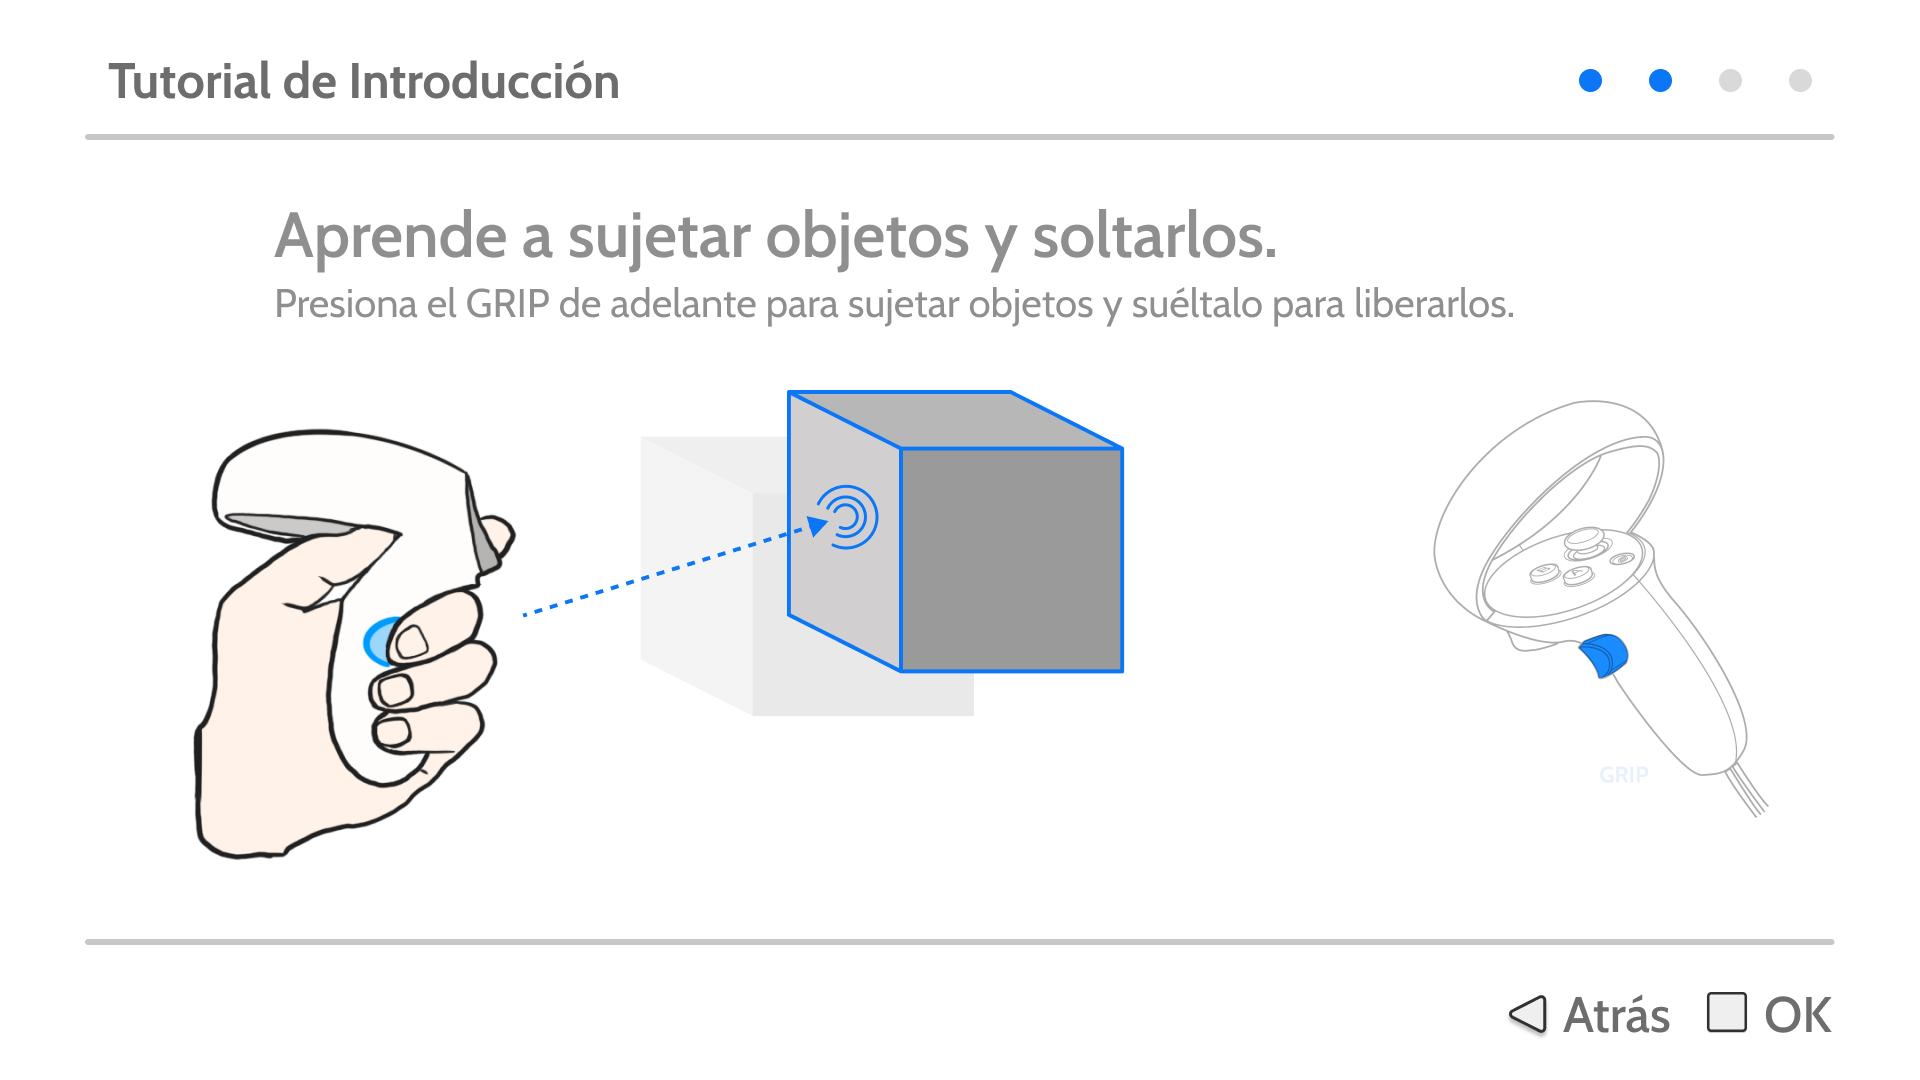 Tutorial de Introducción
Aprende a sujetar objetos y soltarlos.
Presiona el GRIP de adelante para sujetar objetos y suéltalo para liberarlos.
GRIP
Atrás OK